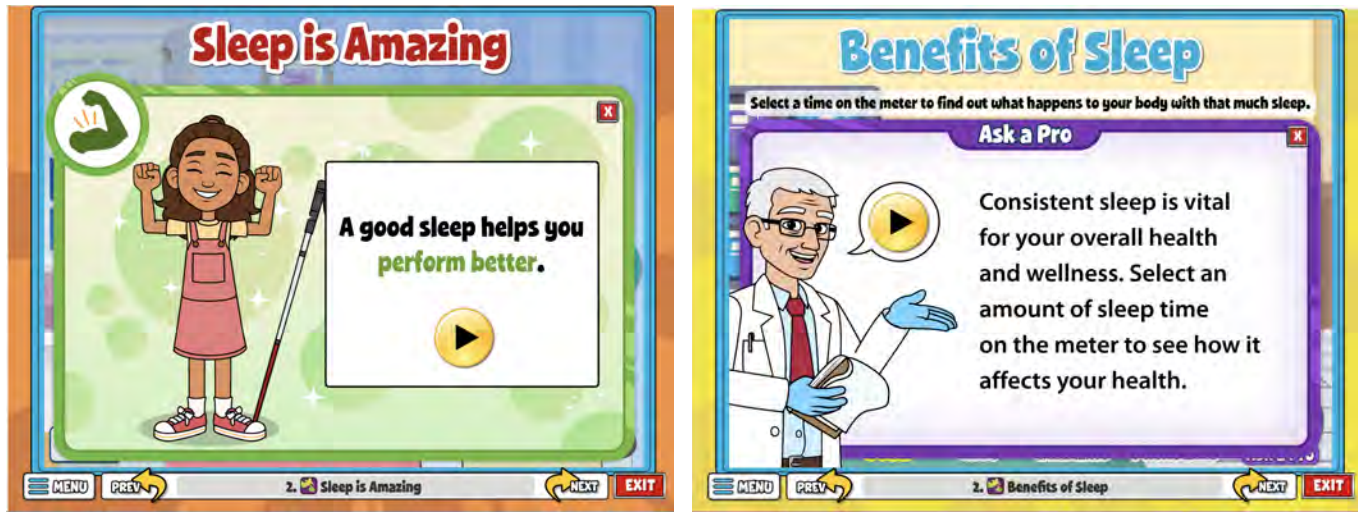 Sleep is Amazing
X
A good sleep helps you
perform better.
MENU
PREV
2. Sleep is Amazing
NEXT
EXIT
Benefits of Sleep
Select a time on the meter to find out what happens to your body with that much sleep.
Ask a Pro
X
Consistent sleep is vital
for your overall health
and wellness. Select an
amount of sleep time
on the meter to see how it
affects your health.
MENU
PREV
2. Benefits of Sleep
NEXT
EXIT